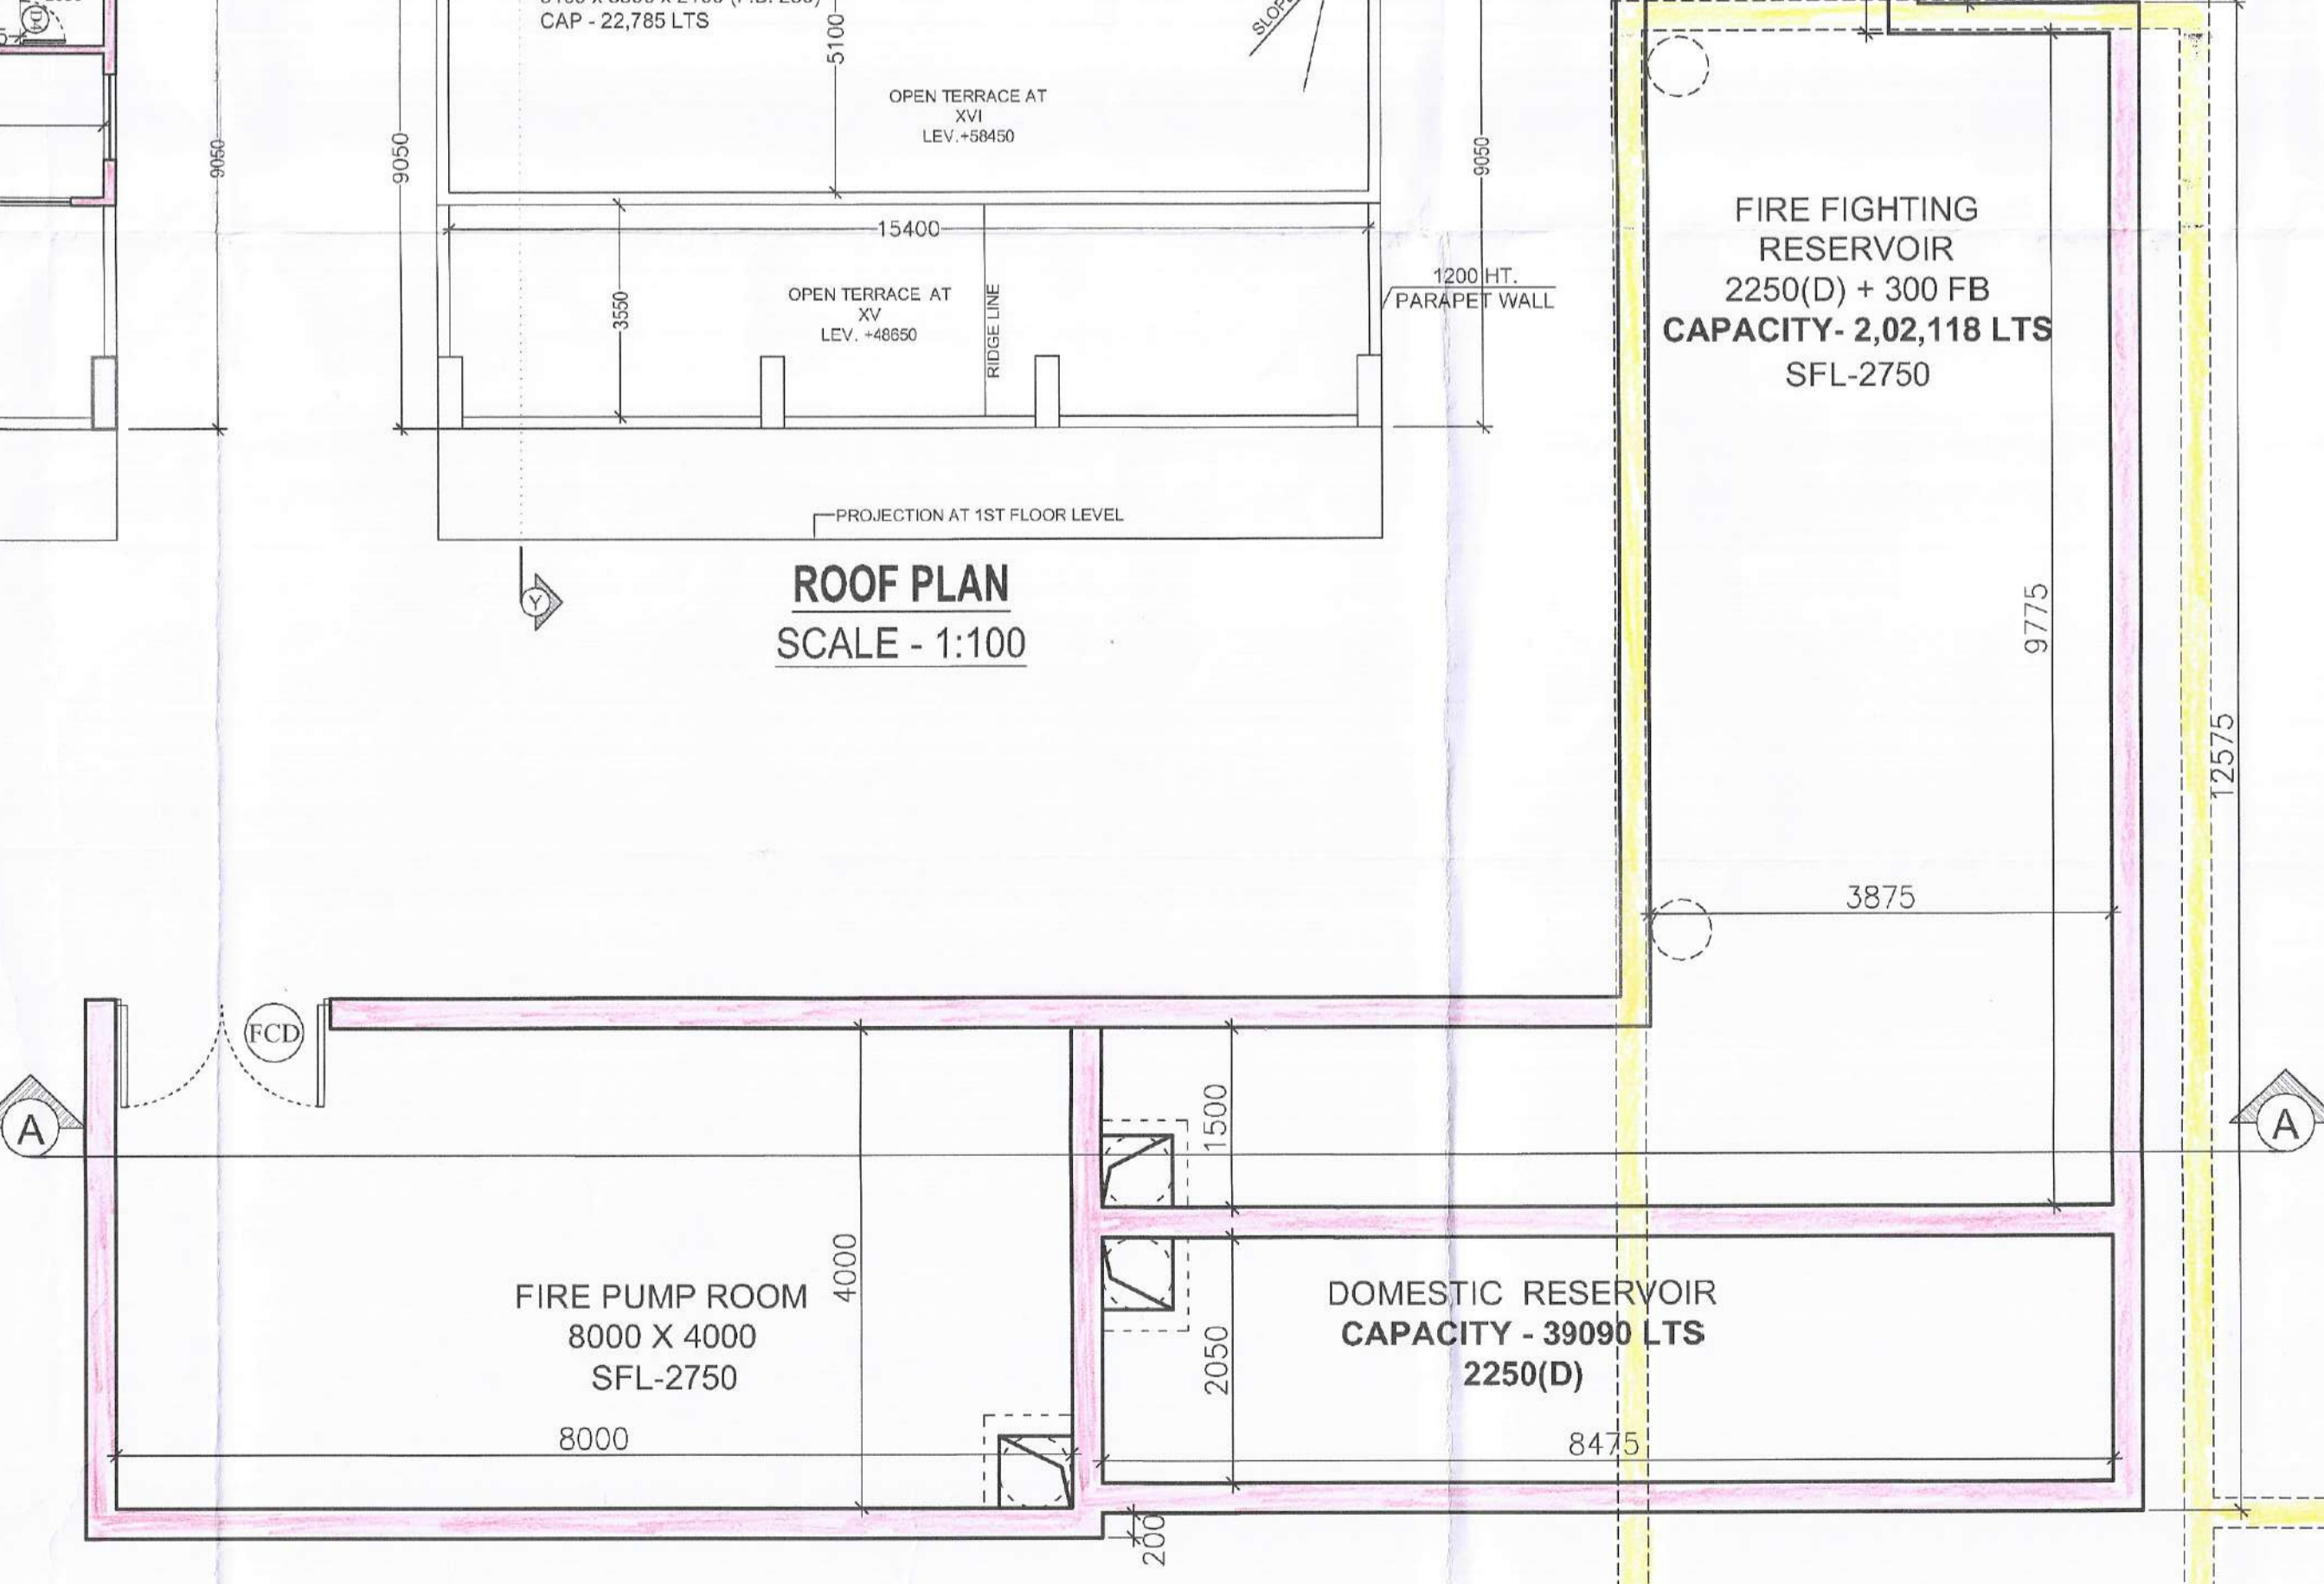 CAP - 22,785 LTS
5100
OPEN TERRACE AT
XVI
LEV.+58450
9050
9050
9050
15400
3550
OPEN TERRACE AT
XV
LEV. +48650
RIDGE LINE
1200 HT.
PARAPET WALL
PROJECTION AT 1ST FLOOR LEVEL
Y
ROOF PLAN
SCALE - 1:100
FIRE FIGHTING
RESERVOIR
2250(D) + 300 FB
CAPACITY- 2,02,118 LTS
SFL-2750
9775
12575
3875
FCD
A
A
1500
4000
FIRE PUMP ROOM
8000 X 4000
SFL-2750
8000
2050
DOMESTIC RESERVOIR
CAPACITY - 39090 LTS
2250(D)
8475
200